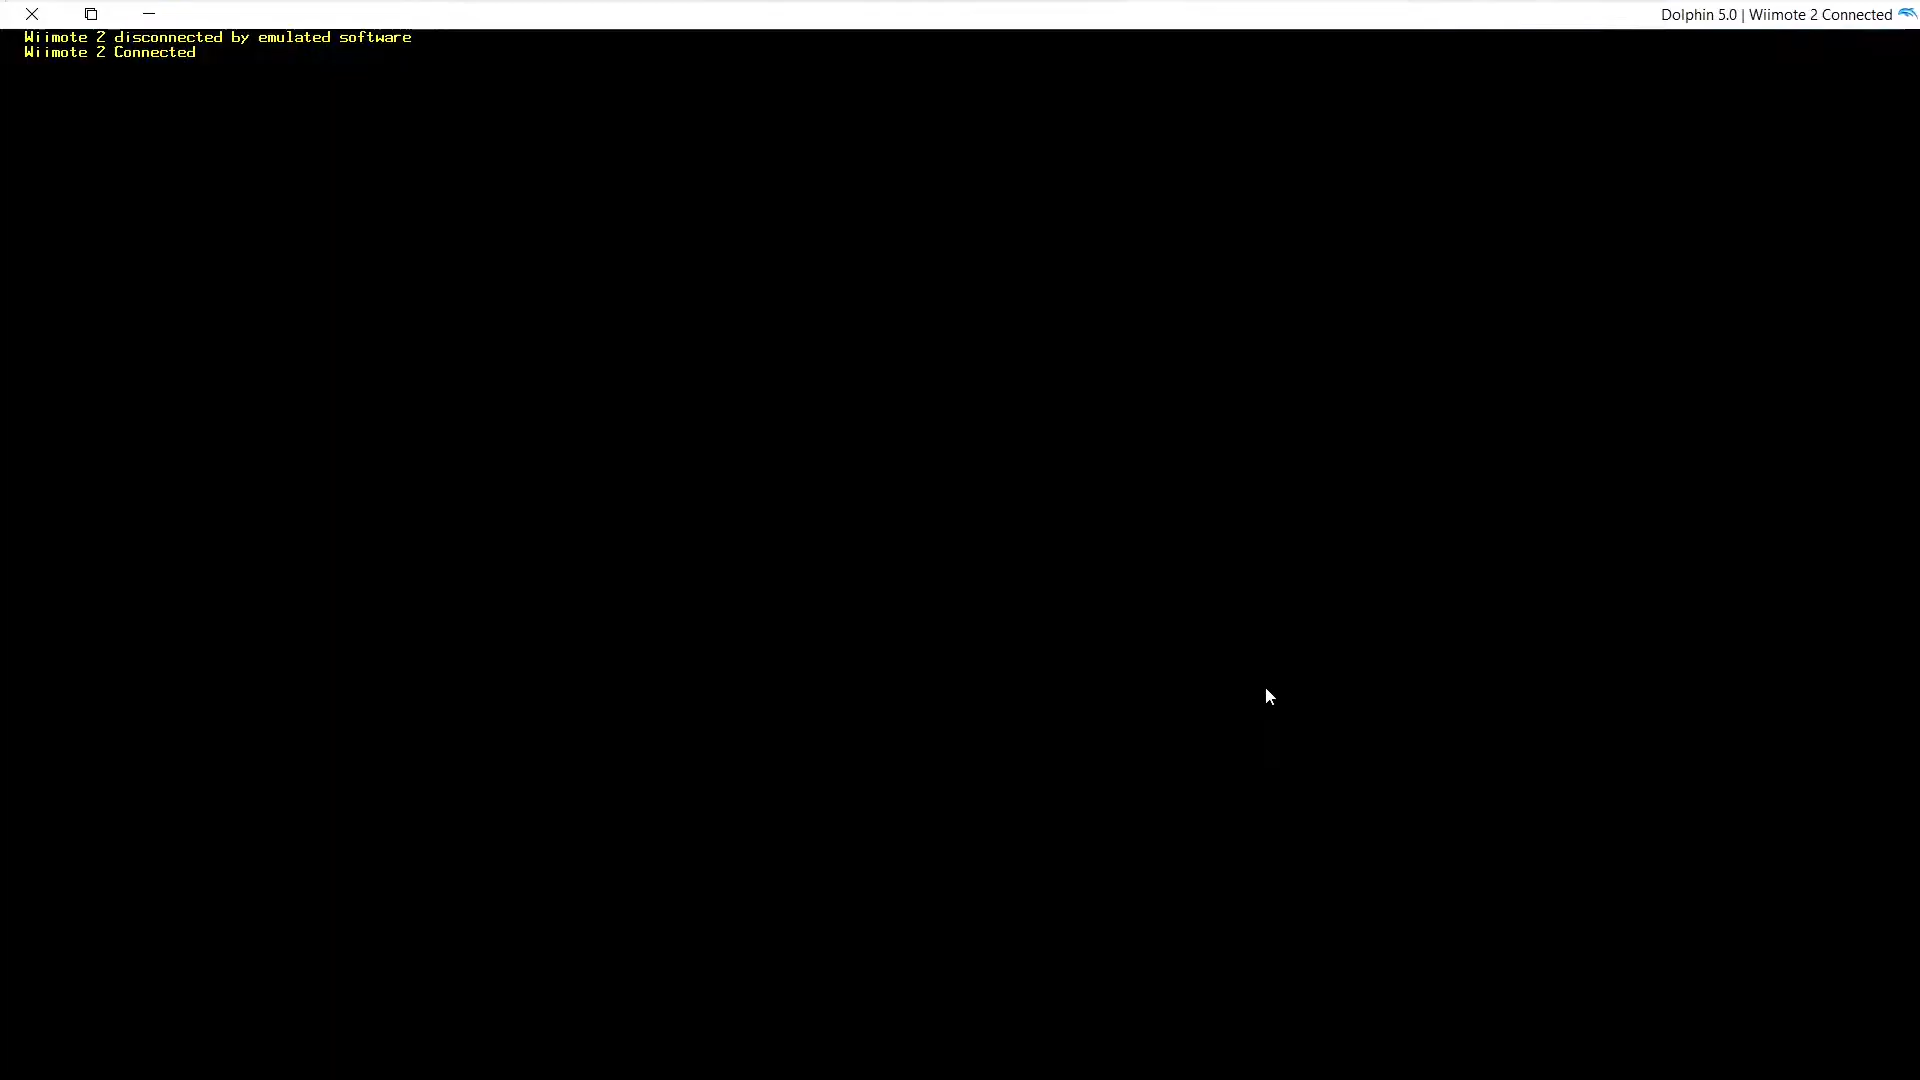 Dolphin 5.0 | Wiimote 2 Connected
Wiimote 2 disconnected by emulated software
Wiimote 2 Connected